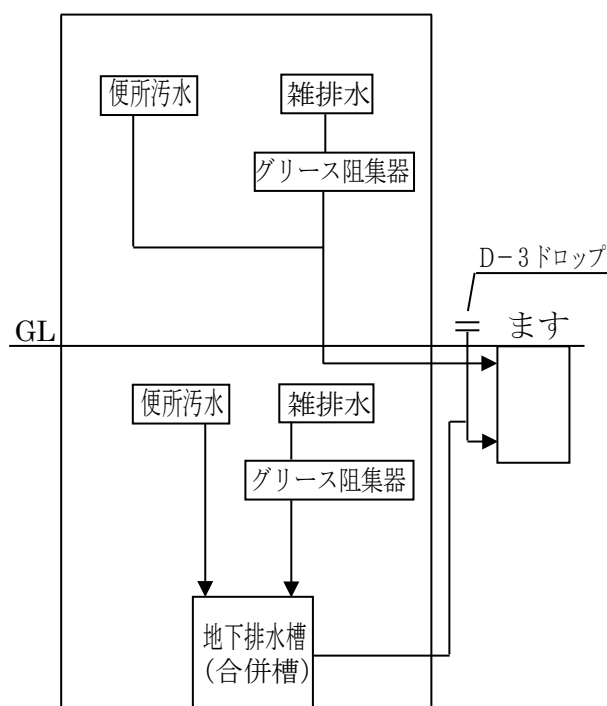 便所汚水
雑排水
グリース阻集器
D-3ドロップ
GL
ます
便所汚水
雑排水
グリース阻集器
地下排水槽
(合併槽)